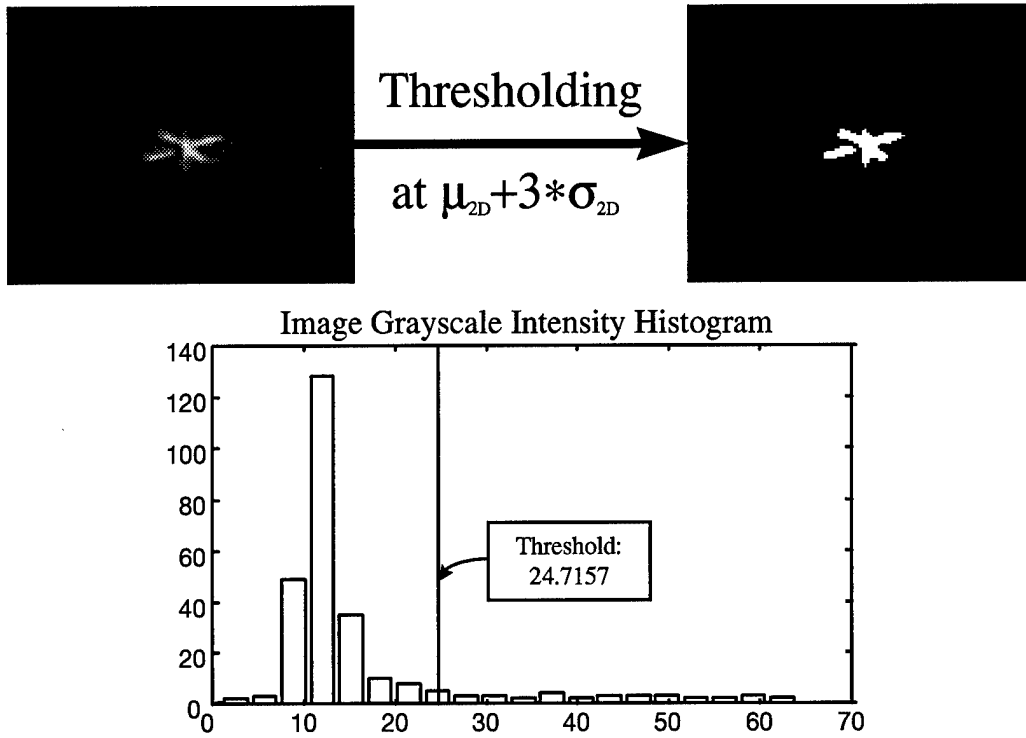 Thresholding
at μ2D+3*σ2D
Image Grayscale Intensity Histogram
140
120
100
80
60
40
20
0
Threshold:
24.7157
0 10 20 30 40 50 60 70